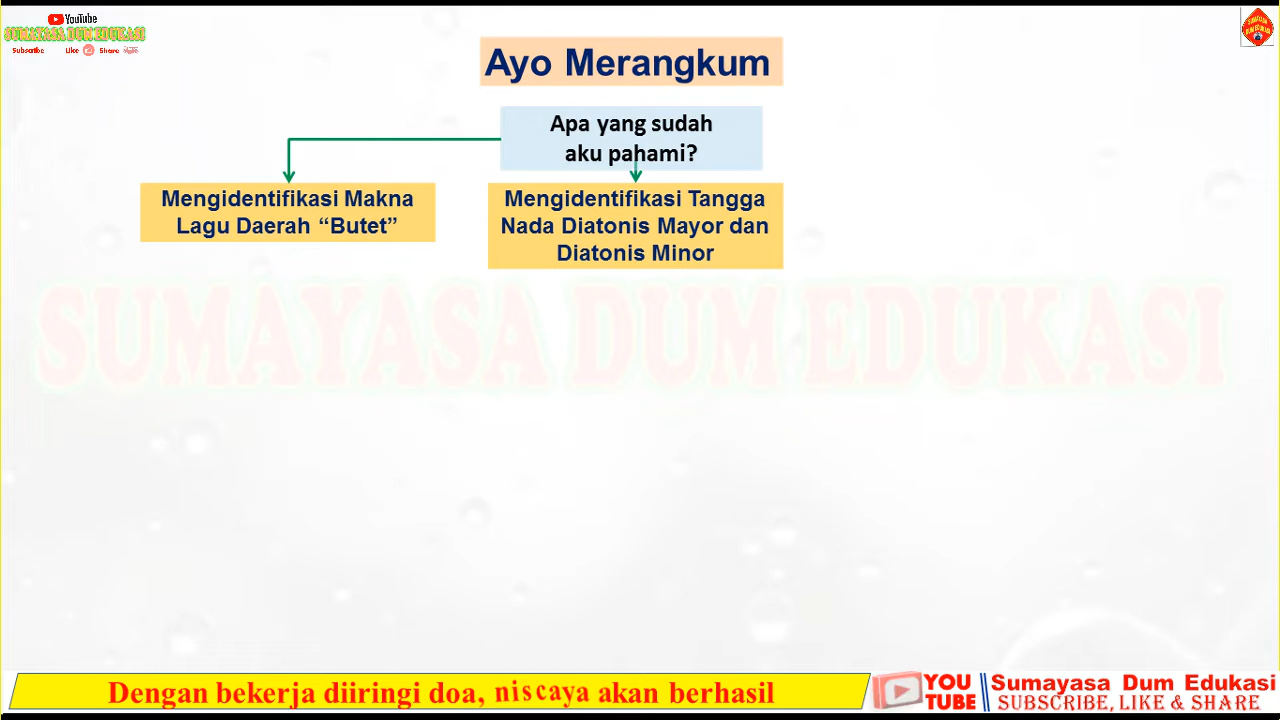 YouTube
SUMAYASA DUM EDUKASI
Subscribe Like Share
Ayo Merangkum
Apa yang sudah
aku pahami?
Mengidentifikasi Makna
Lagu Daerah “Butet”
Mengidentifikasi Tangga
Nada Diatonis Mayor dan
Diatonis Minor
SUMAYASA DUM EDUKASI
Dengan bekerja diiringi doa, niscaya akan berhasil
YOU
TUBE
Sumayasa Dum Edukasi
SUBSCRIBE, LIKE & SHARE